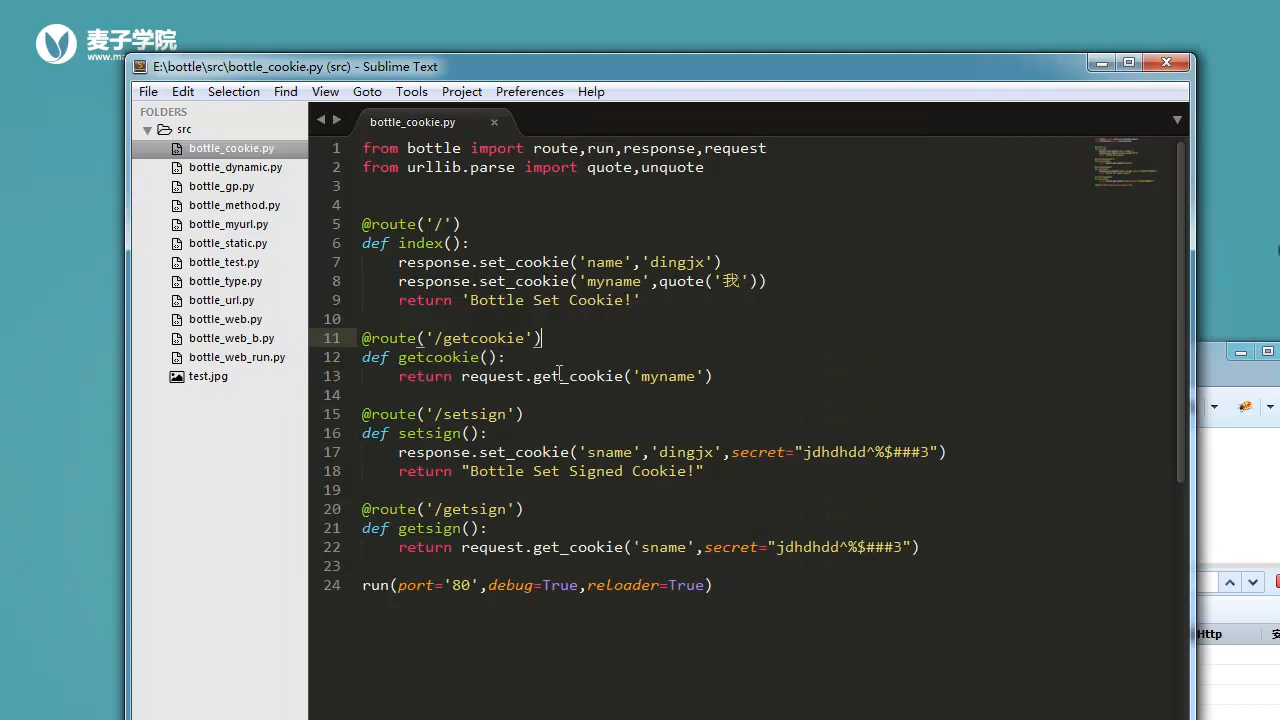 麦子学院
E:\bottle\src\bottle_cookie.py (src) - Sublime Text
File Edit Selection Find View Goto Tools Project Preferences Help
FOLDERS
src
bottle_cookie.py
bottle_dynamic.py
bottle_gp.py
bottle_method.py
bottle_myurl.py
bottle_static.py
bottle_test.py
bottle_type.py
bottle_url.py
bottle_web.py
bottle_web_b.py
bottle_web_run.py
test.jpg
bottle_cookie.py
1 from bottle import route,run,response,request
2 from urllib.parse import quote,unquote
3
4
5 @route('/')
6 def index():
7 response.set_cookie('name','dingjx')
8 response.set_cookie('myname',quote('我'))
9 return 'Bottle Set Cookie!'
10
11 @route('/getcookie')
12 def getcookie():
13 return request.get_cookie('myname')
14
15 @route('/setsign')
16 def setsign():
17 response.set_cookie('sname','dingjx',secret="jdhdhdd^%$###3")
18 return "Bottle Set Signed Cookie!"
19
20 @route('/getsign')
21 def getsign():
22 return request.get_cookie('sname',secret="jdhdhdd^%$###3")
23
24 run(port='80',debug=True,reloader=True)
Http